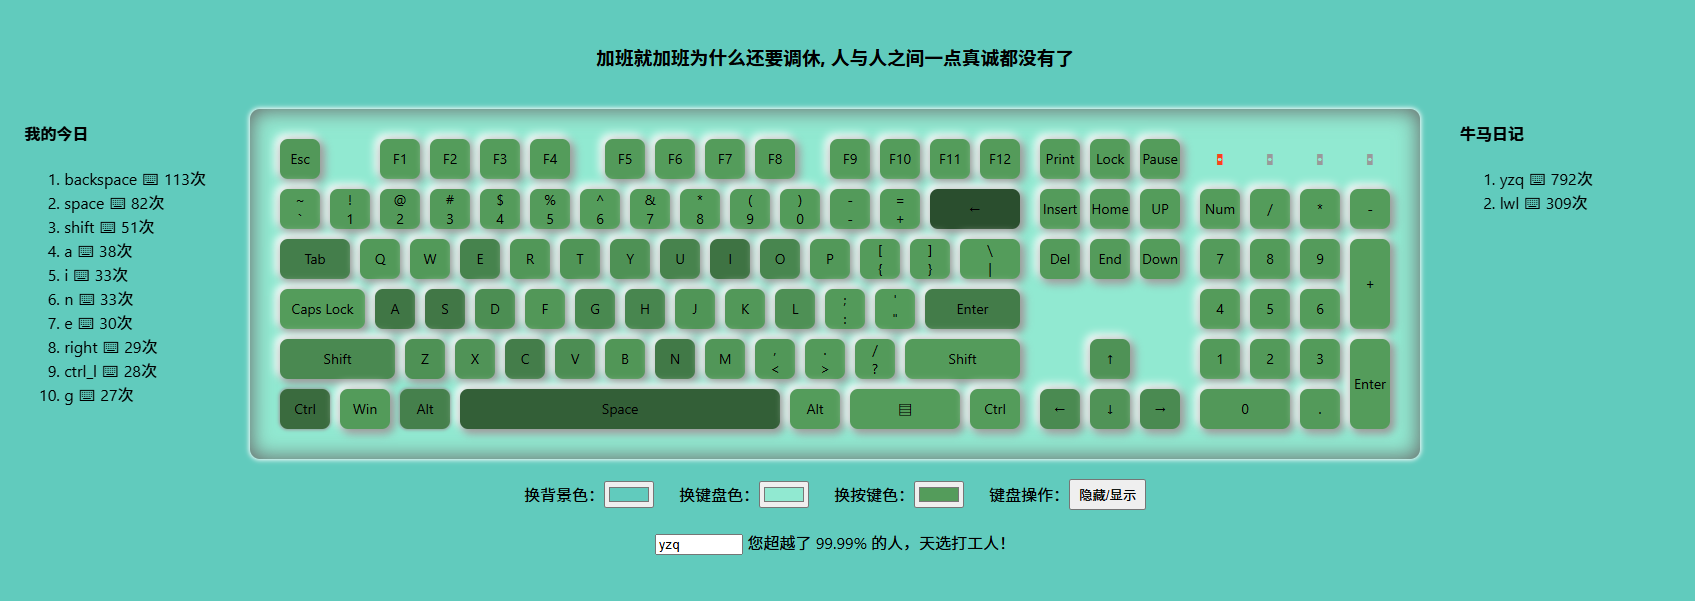 加班就加班为什么还要调休, 人与人之间一点真诚都没有了
我的今日
1. backspace ⌨ 113次
2. space ⌨ 82次
3. shift ⌨ 51次
4. a ⌨ 38次
5. i ⌨ 33次
6. n ⌨ 33次
7. e ⌨ 30次
8. right ⌨ 29次
9. ctrl_l ⌨ 28次
10. g ⌨ 27次
Esc F1 F2 F3 F4 F5 F6 F7 F8 F9 F10 F11 F12 Print Lock Pause
~ ! @ # $ % ^ & * ( ) - =
` 1 2 3 4 5 6 7 8 9 0 - + ← Insert Home UP Num / * -
Tab Q W E R T Y U I O P [ ] \ Del End Down 7 8 9 +
{ } |
Caps Lock A S D F G H J K L ; ' Enter 4 5 6
: "
Shift Z X C V B N M , . / Shift ↑ 1 2 3 Enter
< > ?
Ctrl Win Alt Space Alt ▤ Ctrl ← ↓ → 0 .
牛马日记
1. yzq ⌨ 792次
2. lwl ⌨ 309次
换背景色： 换键盘色： 换按键色： 键盘操作： 隐藏/显示
yzq 您超越了 99.99% 的人，天选打工人！